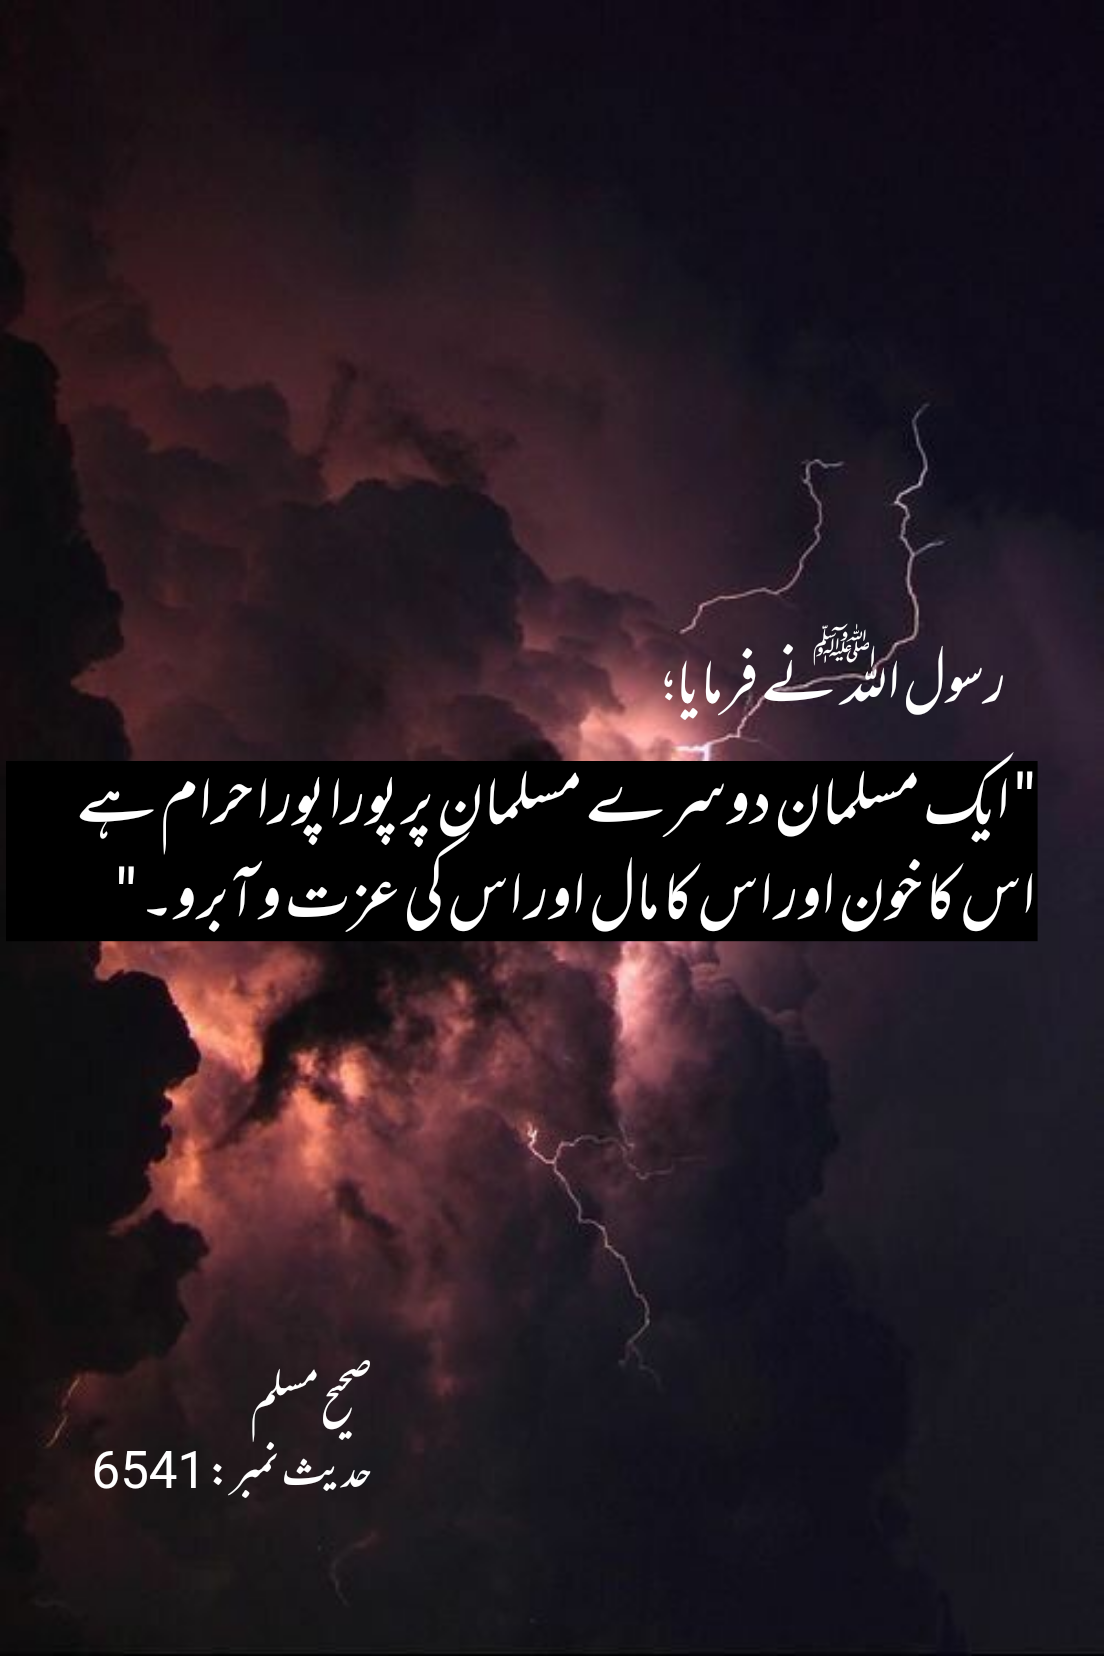 رسول اللہ ﷺ نے فرمایا؛
"ایک مسلمان دوسرے مسلمان پر پورا پورا حرام ہے
اس کا خون اور اس کا مال اور اس کی عزت و آبرو۔"
صحیح مسلم
حدیث نمبر : 6541